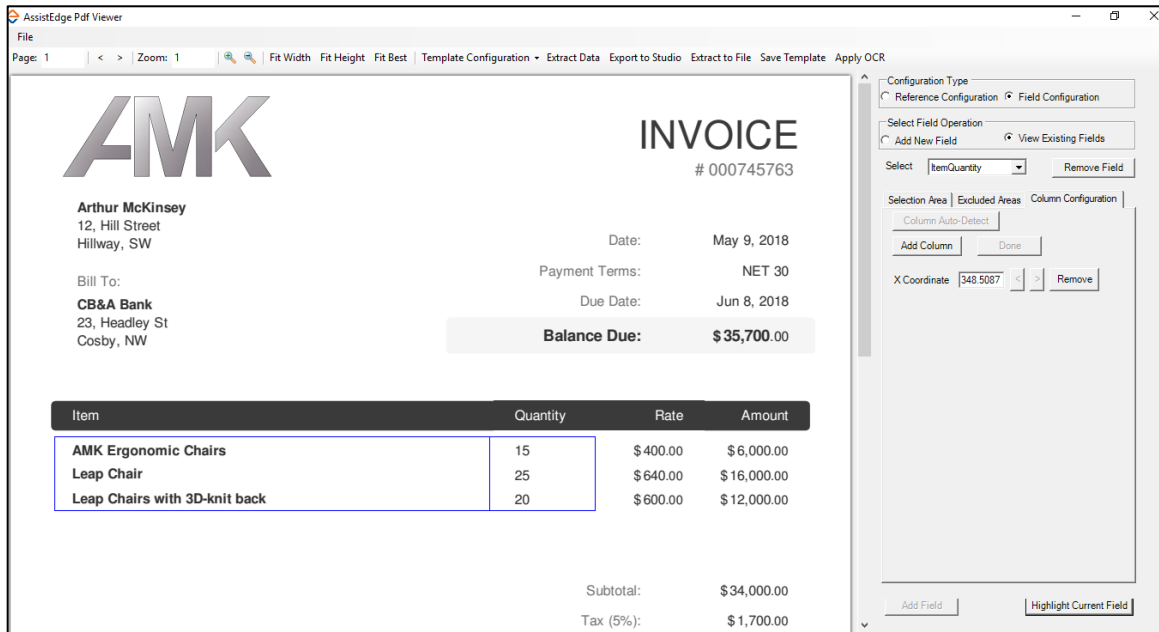 AssistEdge Pdf Viewer
File
Page: 1 < > Zoom: 1 Fit Width Fit Height Fit Best Template Configuration Extract Data Export to Studio Extract to File Save Template Apply OCR
AMK
INVOICE
# 000745763
Arthur McKinsey
12, Hill Street
Hillway, SW
Date: May 9, 2018
Payment Terms: NET 30
Bill To:
Due Date: Jun 8, 2018
CB&A Bank
23, Headley St
Cosby, NW
Balance Due: $35,700.00
Item Quantity Rate Amount
AMK Ergonomic Chairs 15 $400.00 $6,000.00
Leap Chair 25 $640.00 $16,000.00
Leap Chairs with 3D-knit back 20 $600.00 $12,000.00
Subtotal: $34,000.00
Tax (5%): $1,700.00
Configuration Type
Reference Configuration Field Configuration
Select Field Operation
Add New Field View Existing Fields
Select ItemQuantity Remove Field
Selection Area Excluded Areas Column Configuration
Column Auto-Detect
Add Column Done
X Coordinate 348.5087 < > Remove
Add Field Highlight Current Field